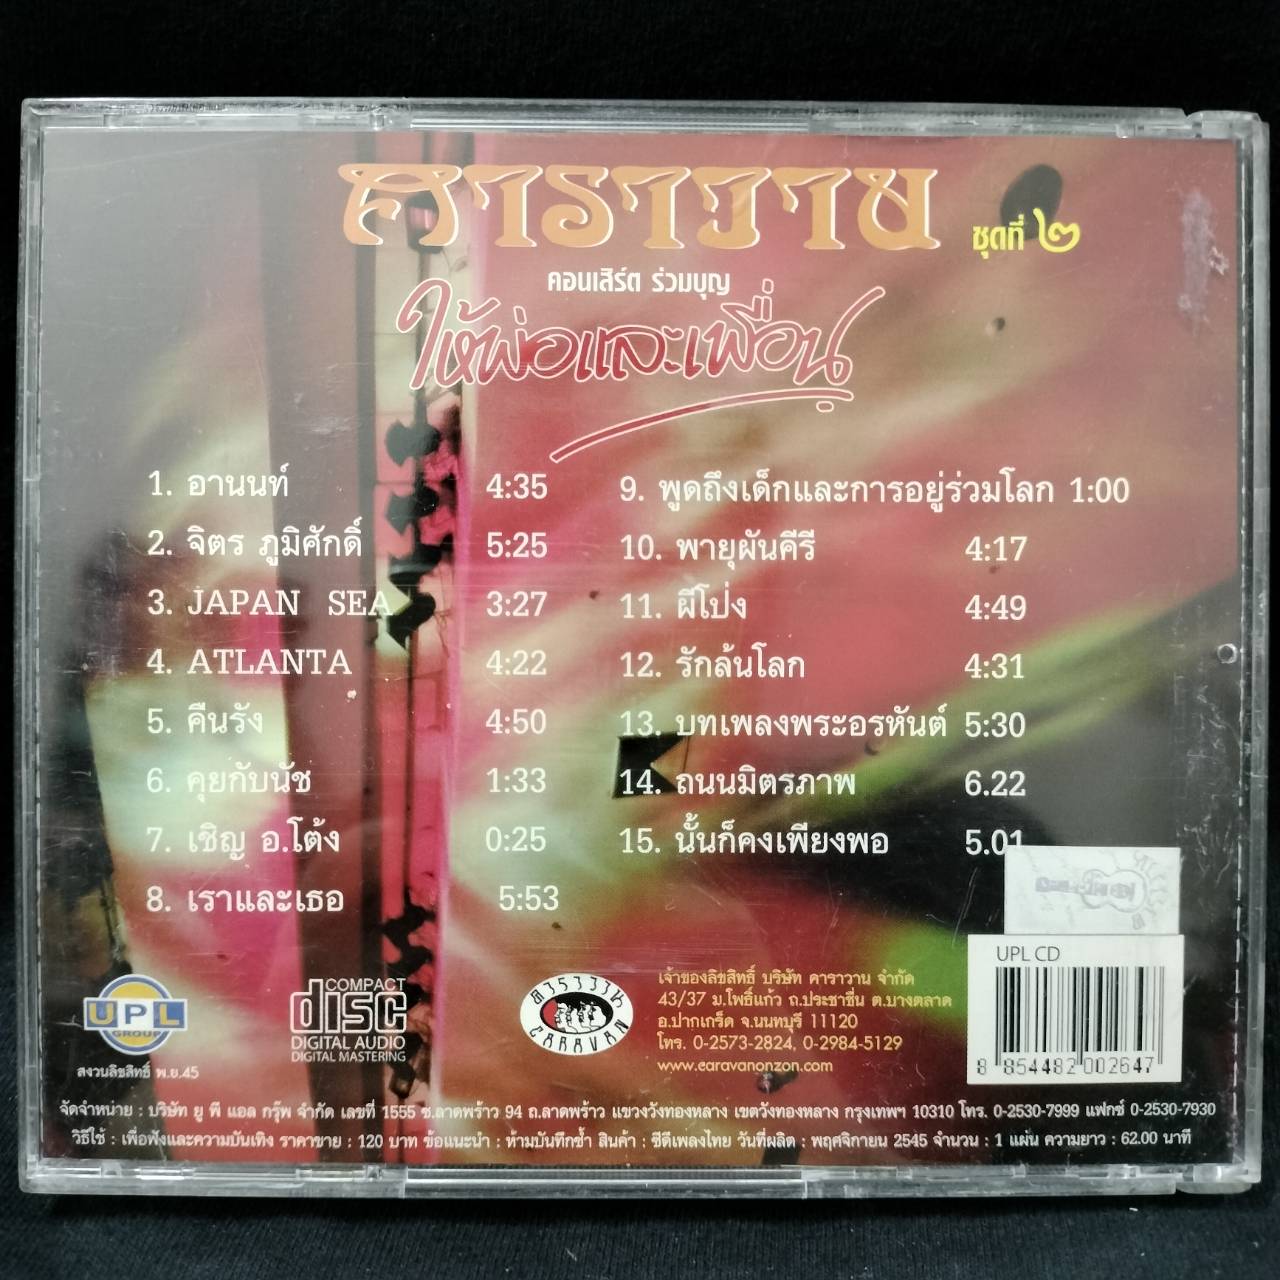 คาราวาน ชุดที่ ๒
คอนเสิร์ต ร่วมบุญ
ให้พ่อและเพื่อน
1. อานนท์ 4:35
2. จิตร ภูมิศักดิ์ 5:25
3. JAPAN SEA 3:27
4. ATLANTA 4:22
5. คืนรัง 4:50
6. คุยกับนัช 1:33
7. เชิญ อ.โต้ง 0:25
8. เราและเธอ 5:53
9. พูดถึงเด็กและการอยู่ร่วมโลก 1:00
10. พายุผันคีรี 4:17
11. ผีโป่ง 4:49
12. รักล้นโลก 4:31
13. บทเพลงพระอรหันต์ 5:30
14. ถนนมิตรภาพ 6.22
15. นั้นก็คงเพียงพอ 5.01
UPL
GROUP
สงวนลิขสิทธิ์ พ.ย.45
COMPACT
disc
DIGITAL AUDIO
DIGITAL MASTERING
คาราวาน
CARAVAN
เจ้าของลิขสิทธิ์ บริษัท คาราวาน จำกัด
43/37 ม.โพธิ์แก้ว ถ.ประชาชื่น ต.บางตลาด
อ.ปากเกร็ด จ.นนทบุรี 11120
โทร. 0-2573-2824, 0-2984-5129
www.caravanonzon.com
UPL CD
8 854482 002647
จัดจำหน่าย : บริษัท ยู พี แอล กรุ๊พ จำกัด เลขที่ 1555 ซ.ลาดพร้าว 94 ถ.ลาดพร้าว แขวงวังทองหลาง เขตวังทองหลาง กรุงเทพฯ 10310 โทร. 0-2530-7999 แฟกซ์ 0-2530-7930
วิธีใช้ : เพื่อฟังและความบันเทิง ราคาขาย : 120 บาท ข้อแนะนำ : ห้ามบันทึกซ้ำ สินค้า : ซีดีเพลงไทย วันที่ผลิต : พฤศจิกายน 2545 จำนวน : 1 แผ่น ความยาว : 62.00 นาที